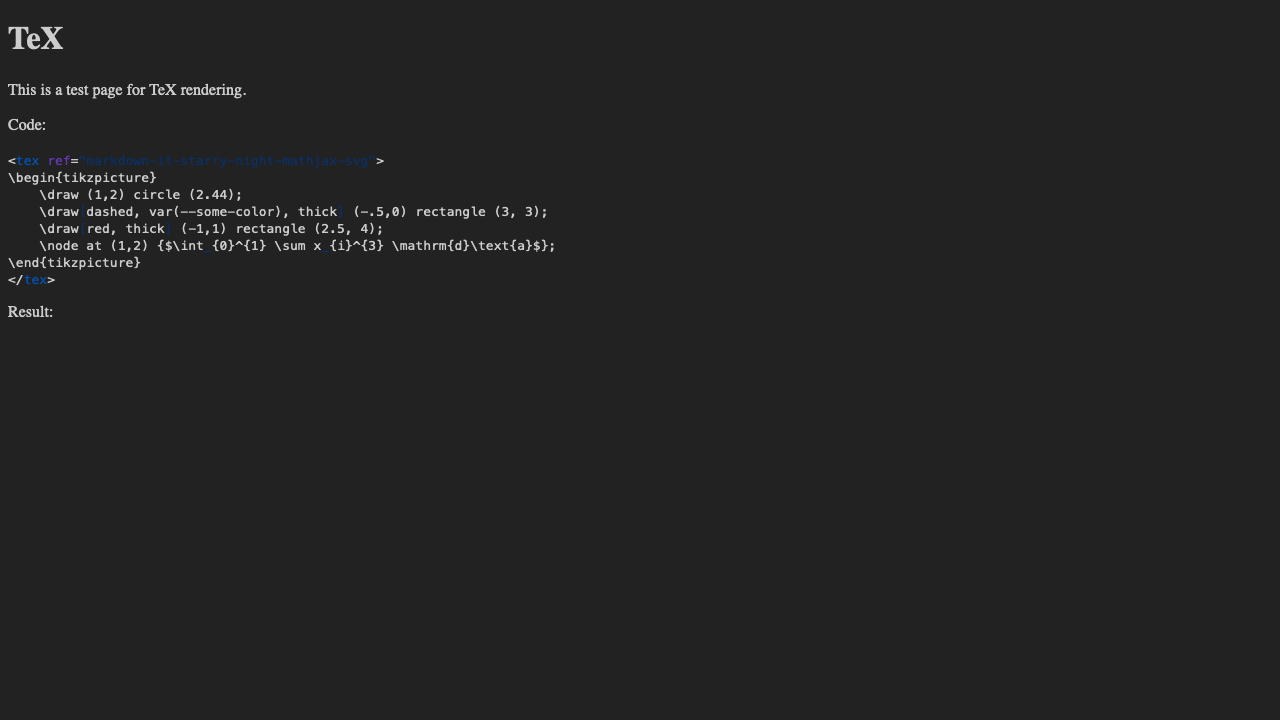 TeX
This is a test page for TeX rendering.
Code:
<tex ref="markdown-it-starry-night-mathjax-svg">
\begin{tikzpicture}
    \draw (1,2) circle (2.44);
    \draw[dashed, var(--some-color), thick] (-.5,0) rectangle (3, 3);
    \draw[red, thick] (-1,1) rectangle (2.5, 4);
    \node at (1,2) {$\int_{0}^{1} \sum x_{i}^{3} \mathrm{d}\text{a}$};
\end{tikzpicture}
</tex>
Result: